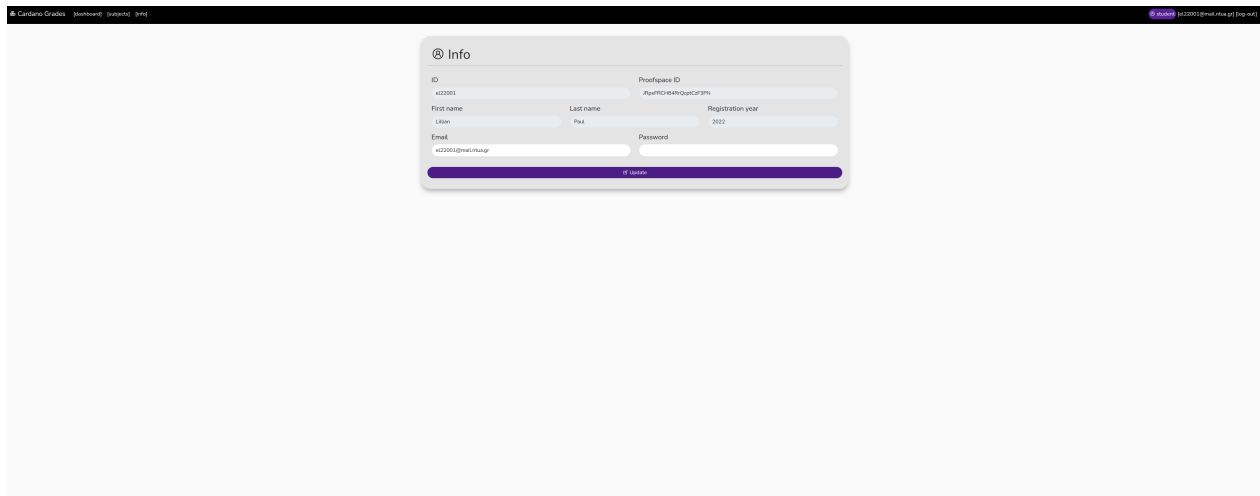 Cardano Grades [dashboard] [subjects] [info] student [el22001@mail.ntua.gr] [log-out]
Info
ID Proofspace ID
el22001
First name Last name Registration year
Lillian Paul 2022
Email Password
el22001@mail.ntua.gr
Update